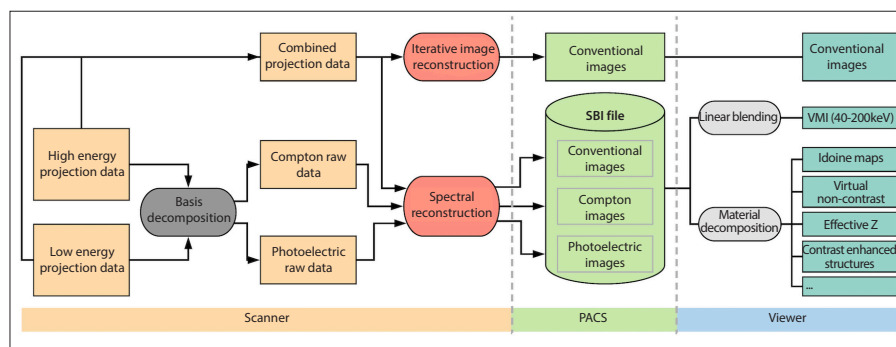 Combined
projection data
Iterative image
reconstruction
Conventional
images
Conventional
images
High energy
projection data
Low energy
projection data
Basis
decomposition
Compton raw
data
Photoelectric
raw data
Spectral
reconstruction
SBI file
Conventional
images
Compton
images
Photoelectric
images
Linear blending
VMI (40-200keV)
Material
decomposition
Idoine maps
Virtual
non-contrast
Effective Z
Contrast enhanced
structures
...
Scanner
PACS
Viewer